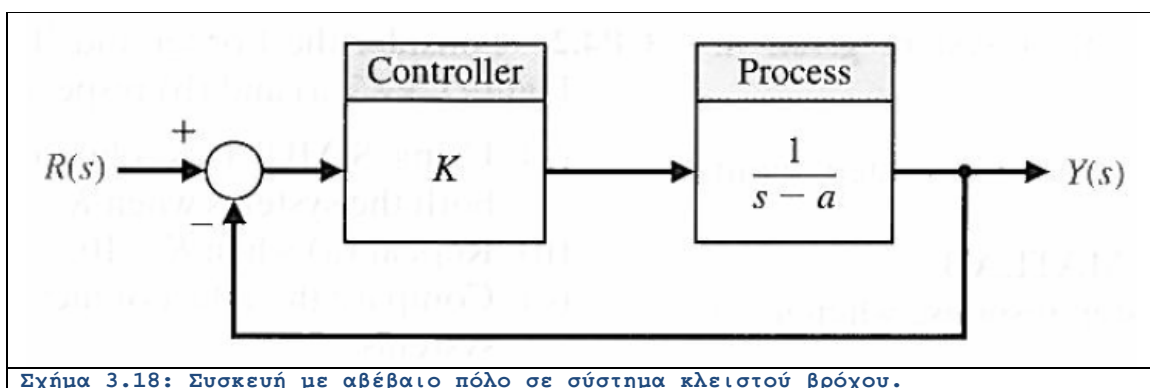 Controller
Process
+
R(s)
K
1
s − a
Y(s)
−
Σχήμα 3.18: Συσκευή με αβέβαιο πόλο σε σύστημα κλειστού βρόχου.